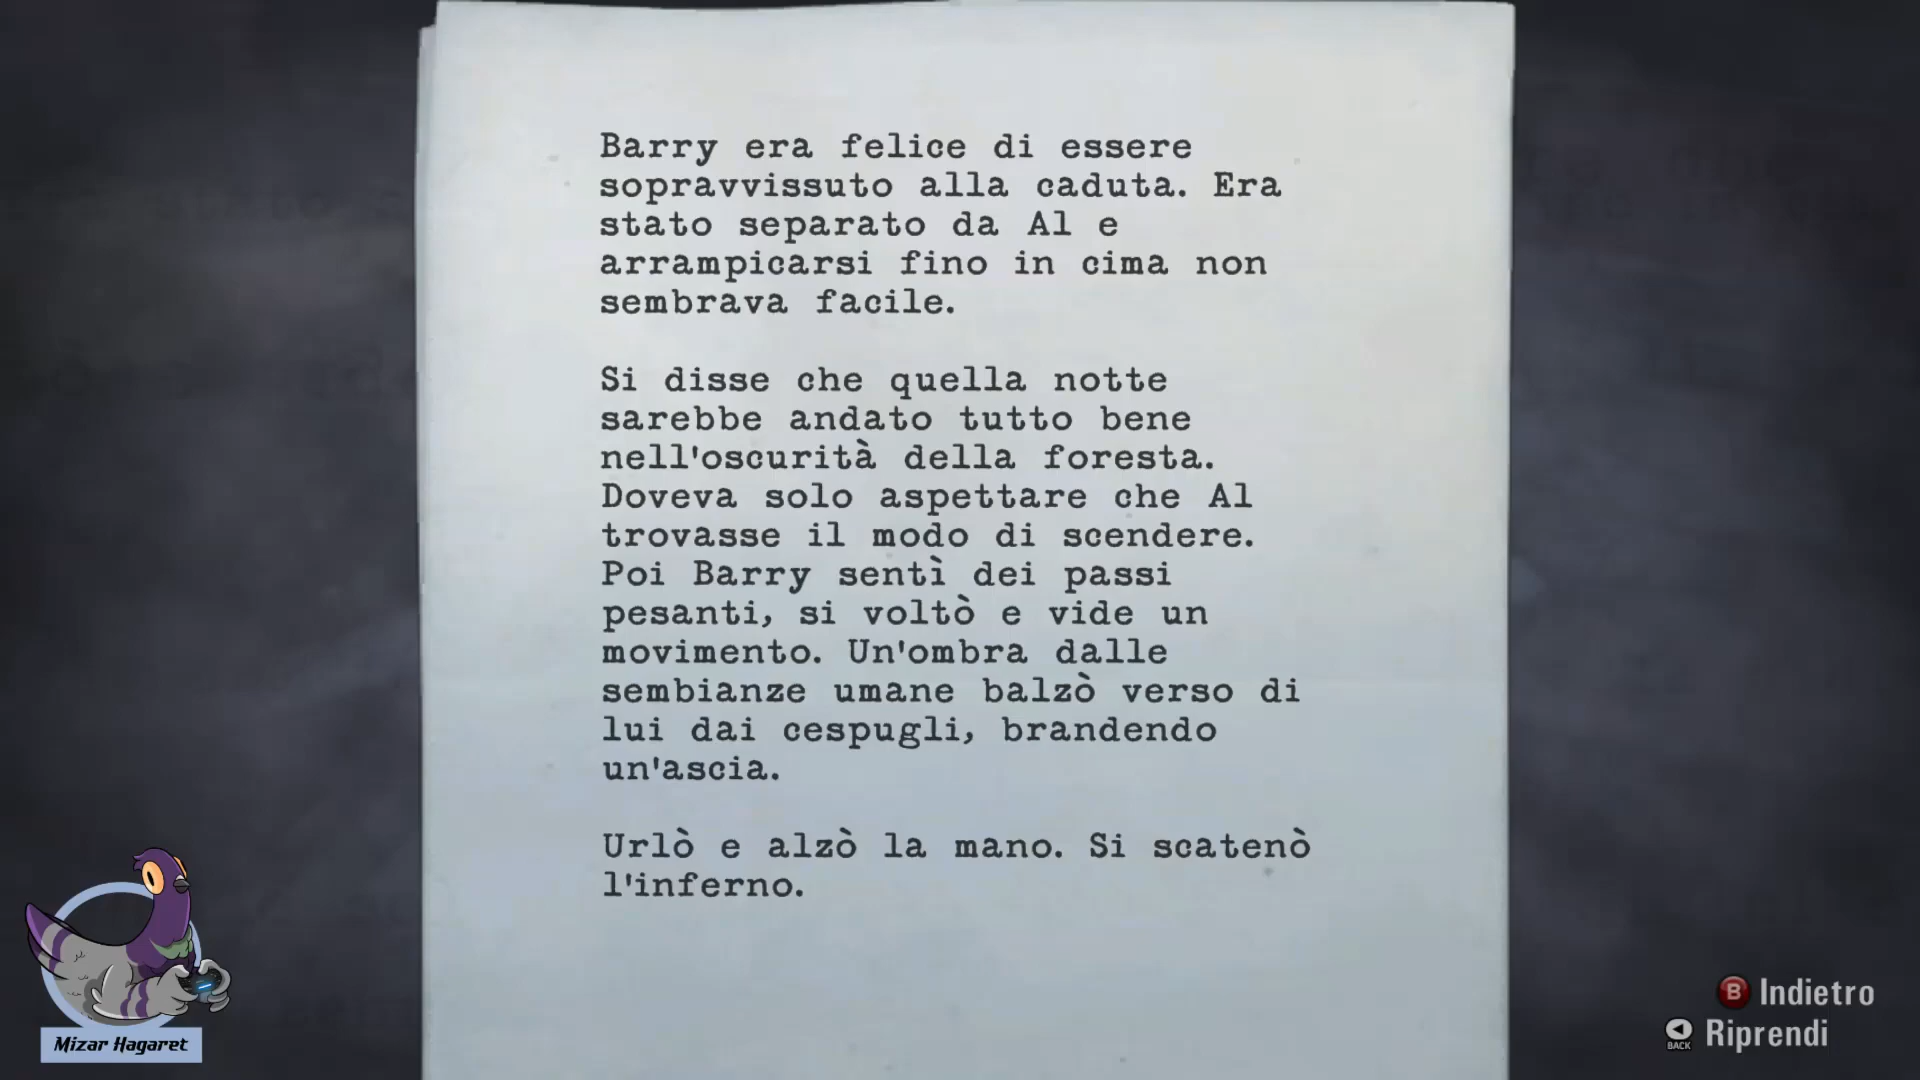 Barry era felice di essere
sopravvissuto alla caduta. Era
stato separato da Al e
arrampicarsi fino in cima non
sembrava facile.
Si disse che quella notte
sarebbe andato tutto bene
nell'oscurità della foresta.
Doveva solo aspettare che Al
trovasse il modo di scendere.
Poi Barry sentì dei passi
pesanti, si voltò e vide un
movimento. Un'ombra dalle
sembianze umane balzò verso di
lui dai cespugli, brandendo
un'ascia.
Urlò e alzò la mano. Si scatenò
l'inferno.
Mizar Hagaret
B Indietro
BACK Riprendi